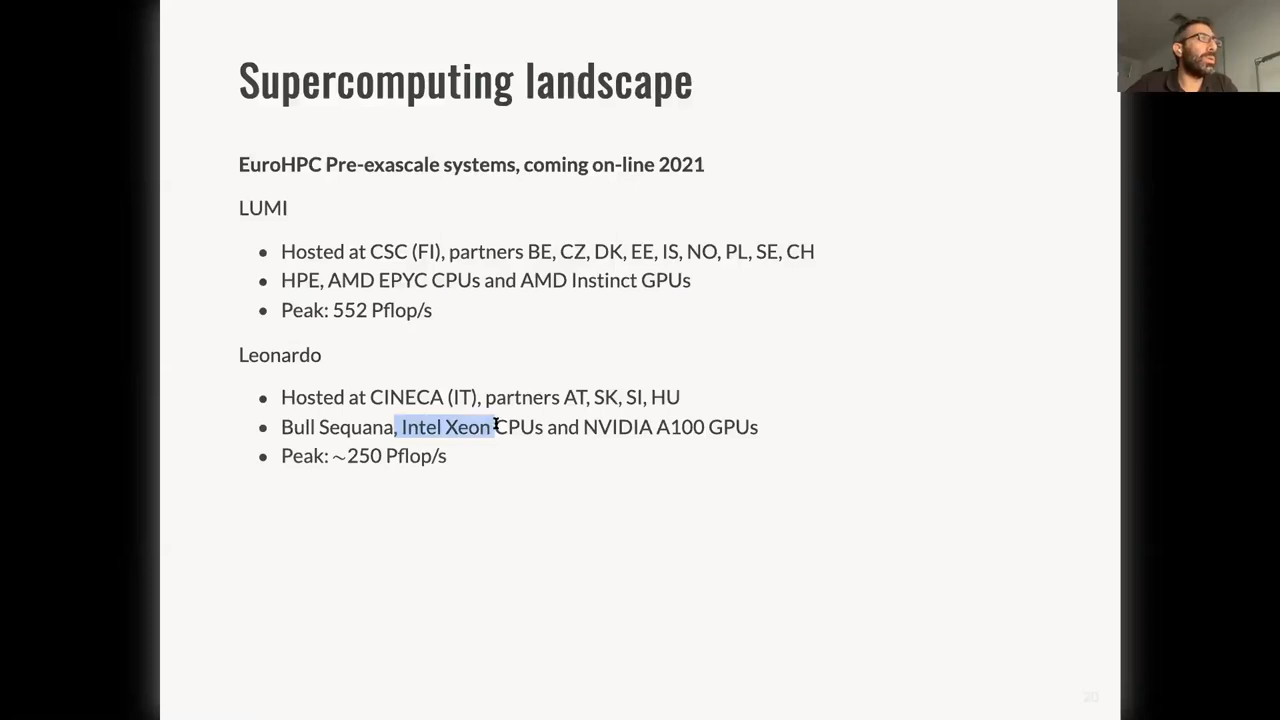 Supercomputing landscape
EuroHPC Pre-exascale systems, coming on-line 2021
LUMI
• Hosted at CSC (FI), partners BE, CZ, DK, EE, IS, NO, PL, SE, CH
• HPE, AMD EPYC CPUs and AMD Instinct GPUs
• Peak: 552 Pflop/s
Leonardo
• Hosted at CINECA (IT), partners AT, SK, SI, HU
• Bull Sequana, Intel Xeon CPUs and NVIDIA A100 GPUs
• Peak: ~250 Pflop/s
20